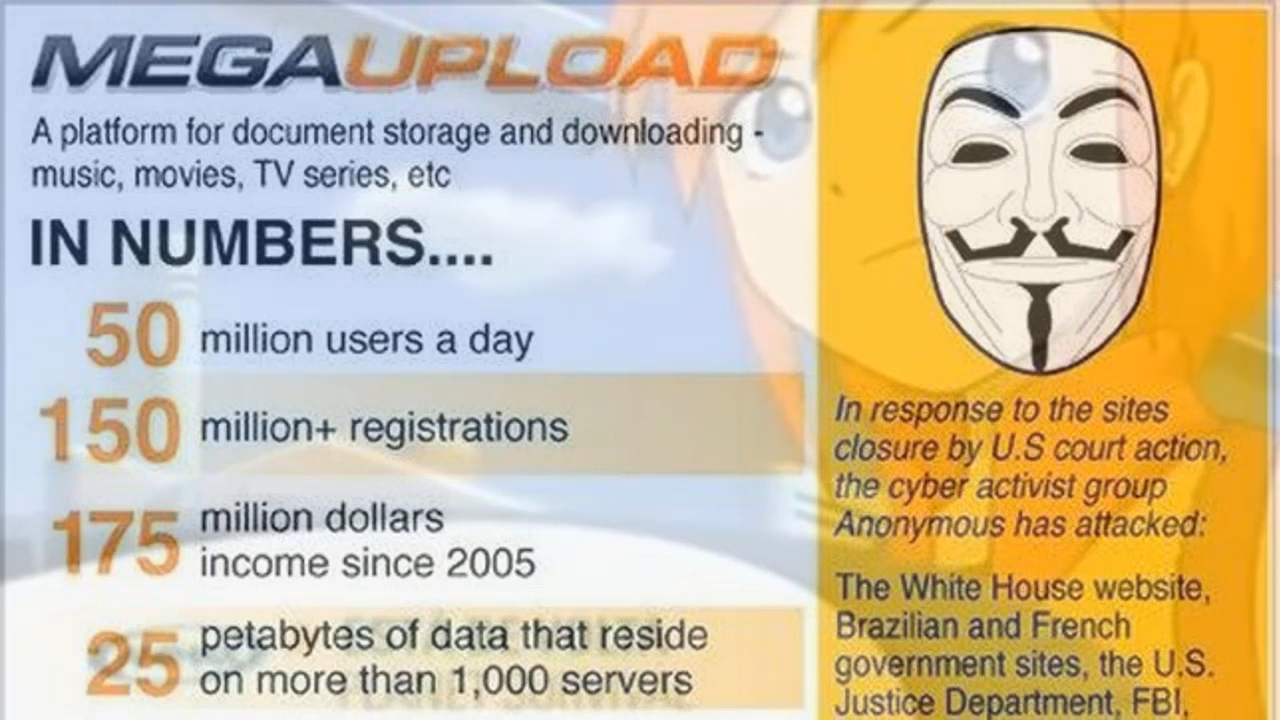 MEGAUPLOAD
A platform for document storage and downloading -
music, movies, TV series, etc
IN NUMBERS....
50 million users a day
150 million+ registrations
175 million dollars
income since 2005
25 petabytes of data that reside
on more than 1,000 servers
In response to the sites
closure by U.S court action,
the cyber activist group
Anonymous has attacked:
The White House website,
Brazilian and French
government sites, the U.S.
Justice Department, FBI,